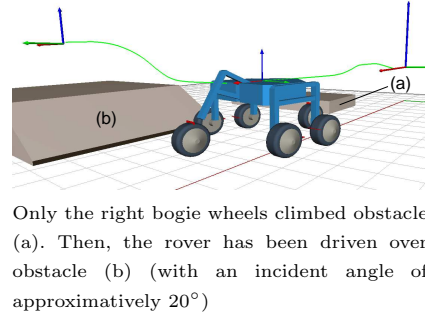 (a)
(b)
Only the right bogie wheels climbed obstacle
(a). Then, the rover has been driven over
obstacle (b) (with an incident angle of
approximatively 20°)